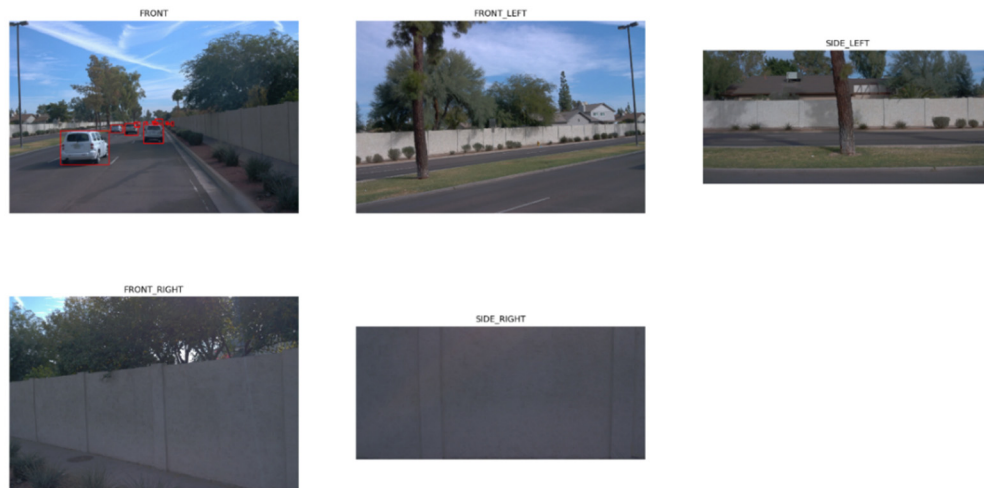 FRONT
FRONT_LEFT
SIDE_LEFT
FRONT_RIGHT
SIDE_RIGHT